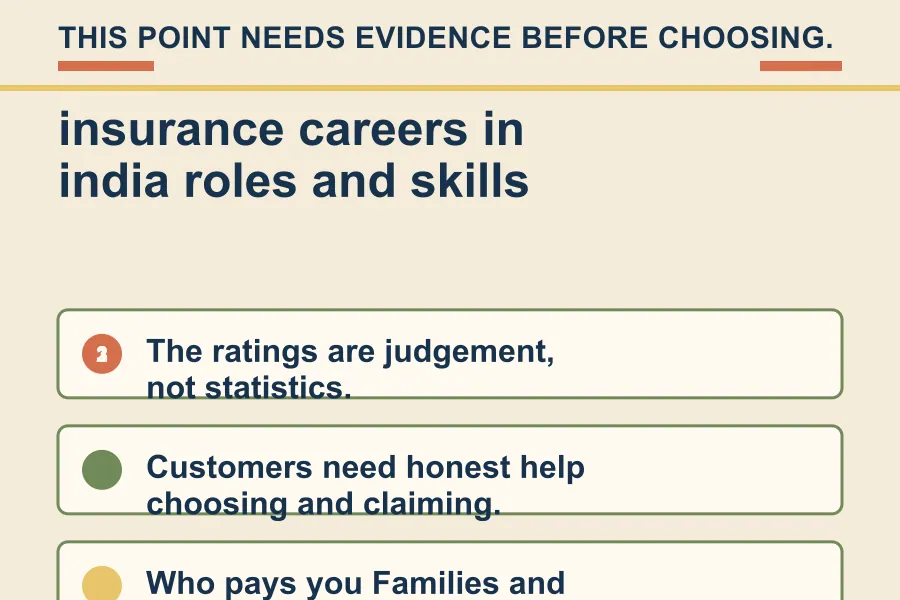 THIS POINT NEEDS EVIDENCE BEFORE CHOOSING.
insurance careers in
india roles and skills
The ratings are judgement,
not statistics.
Customers need honest help
choosing and claiming.
Who pays you Families and